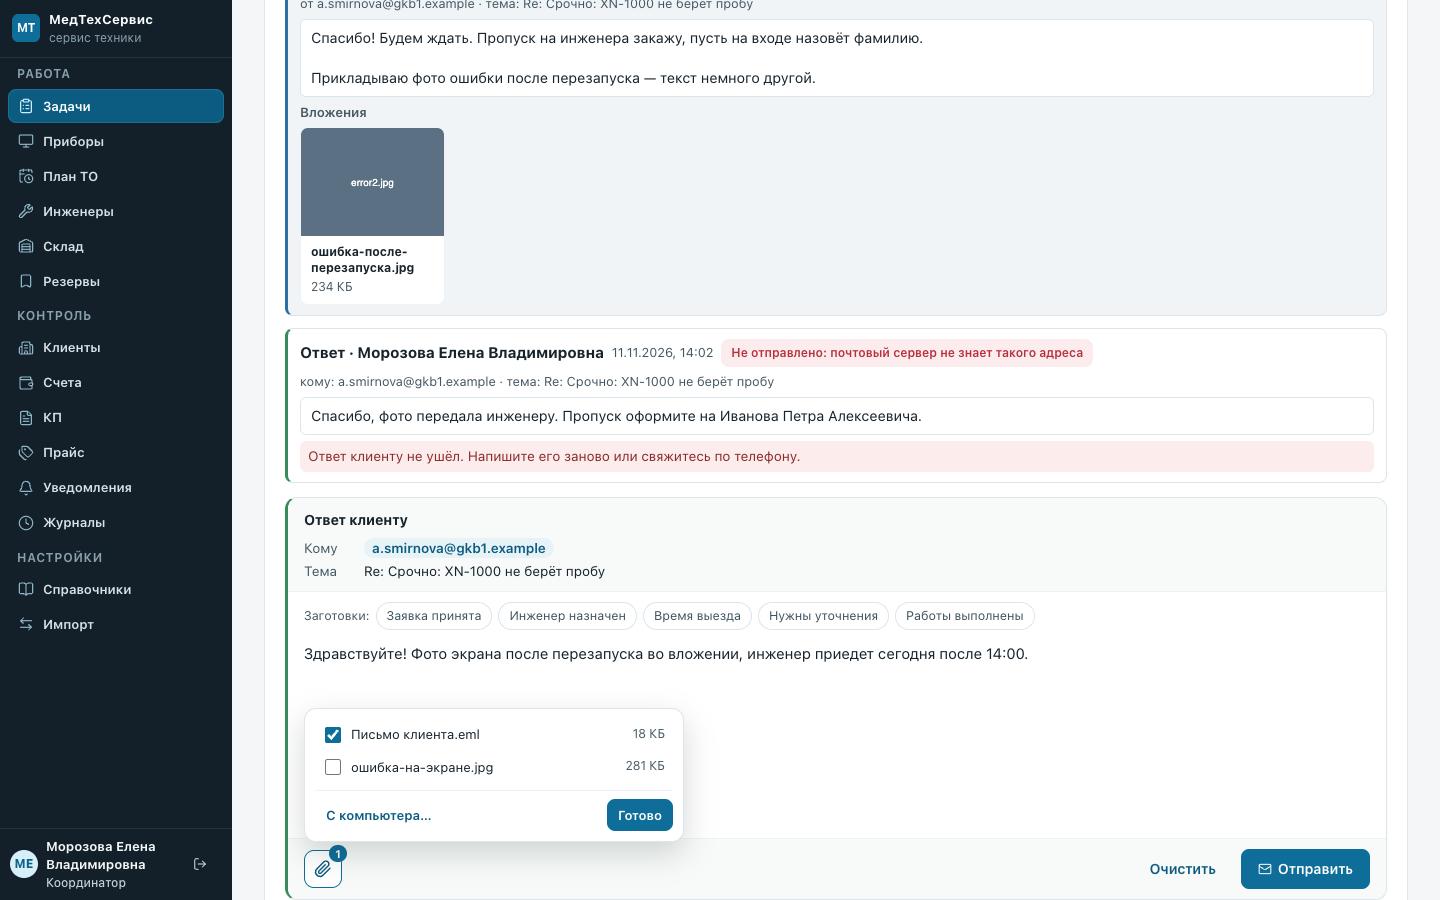 МТ
МедТехСервис
сервис техники
РАБОТА
Задачи
Приборы
План ТО
Инженеры
Склад
Резервы
КОНТРОЛЬ
Клиенты
Счета
КП
Прайс
Уведомления
Журналы
НАСТРОЙКИ
Справочники
Импорт
МЕ
Морозова Елена
Владимировна
Координатор
от a.smirnova@gkb1.example · тема: Re: Срочно: XN-1000 не берёт пробу
Спасибо! Будем ждать. Пропуск на инженера закажу, пусть на входе назовёт фамилию.
Прикладываю фото ошибки после перезапуска — текст немного другой.
Вложения
error2.jpg
ошибка-после-
перезапуска.jpg
234 КБ
Ответ · Морозова Елена Владимировна 11.11.2026, 14:02 Не отправлено: почтовый сервер не знает такого адреса
кому: a.smirnova@gkb1.example · тема: Re: Срочно: XN-1000 не берёт пробу
Спасибо, фото передала инженеру. Пропуск оформите на Иванова Петра Алексеевича.
Ответ клиенту не ушёл. Напишите его заново или свяжитесь по телефону.
Ответ клиенту
Кому a.smirnova@gkb1.example
Тема Re: Срочно: XN-1000 не берёт пробу
Заготовки: Заявка принята Инженер назначен Время выезда Нужны уточнения Работы выполнены
Здравствуйте! Фото экрана после перезапуска во вложении, инженер приедет сегодня после 14:00.
Письмо клиента.eml 18 КБ
ошибка-на-экране.jpg 281 КБ
С компьютера... Готово
1
Очистить Отправить